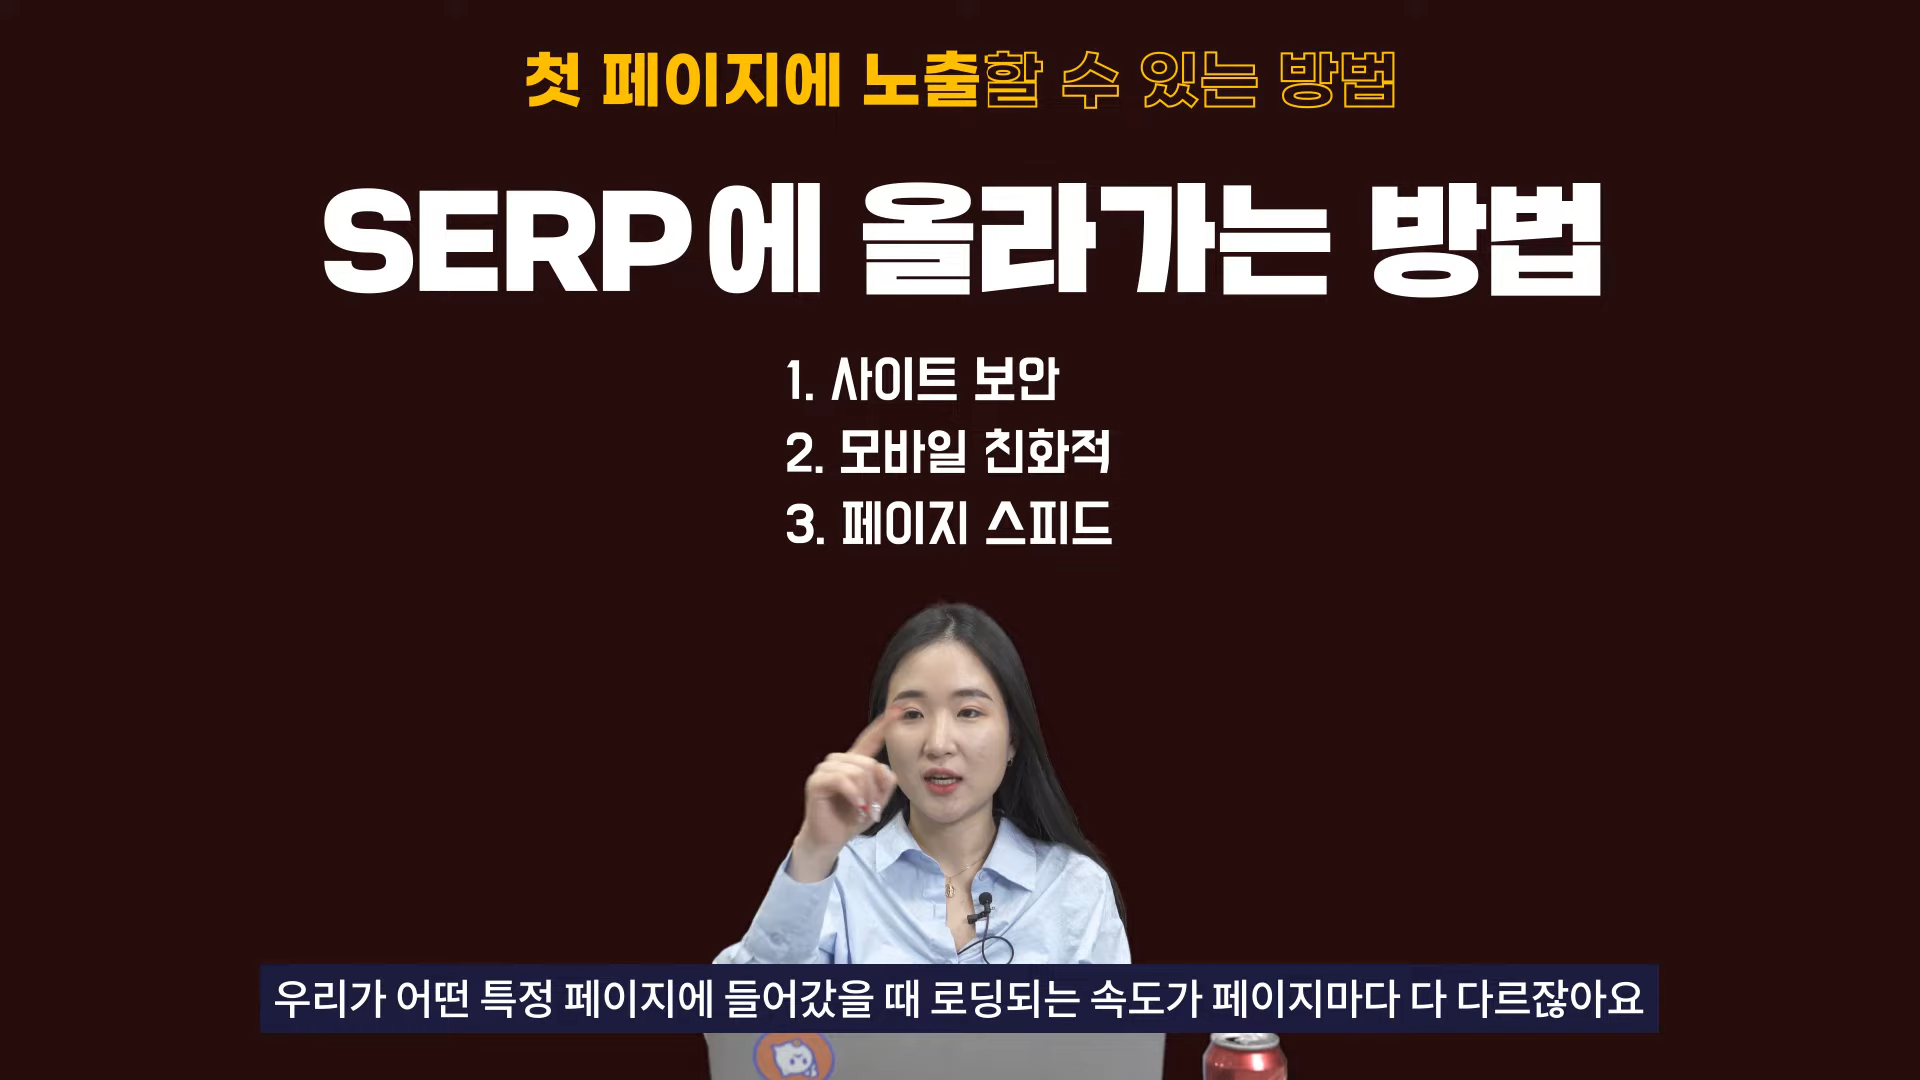 첫 페이지에 노출할 수 있는 방법
SERP에 올라가는 방법
1. 사이트 보안
2. 모바일 친화적
3. 페이지 스피드
우리가 어떤 특정 페이지에 들어갔을 때 로딩되는 속도가 페이지마다 다 다르잖아요